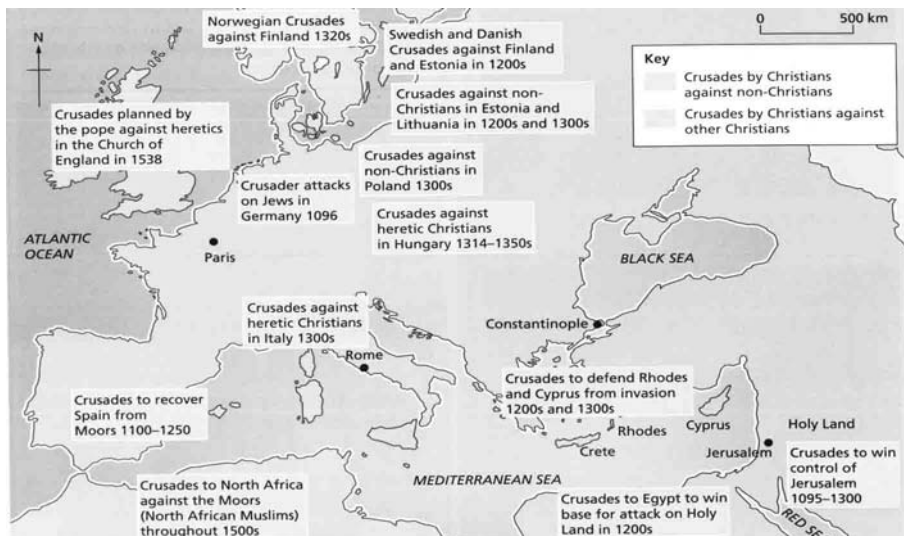 Norwegian Crusades
against Finland 1320s
Swedish and Danish
Crusades against Finland
and Estonia in 1200s
0 500 km
N
Key
Crusades by Christians
against non-Christians
Crusades by Christians against
other Christians
Crusades against non-
Christians in Estonia and
Lithuania in 1200s and 1300s
Crusades planned by
the pope against heretics
in the Church of
England in 1538
Crusades against
non-Christians in
Poland 1300s
Crusader attacks
on Jews in
Germany 1096
Crusades against
heretic Christians
in Hungary 1314–1350s
ATLANTIC
OCEAN
Paris
BLACK SEA
Crusades against
heretic Christians
in Italy 1300s
Rome
Constantinople
Crusades to recover
Spain from
Moors 1100–1250
Crusades to defend Rhodes
and Cyprus from invasion
1200s and 1300s
Rhodes
Crete
Cyprus
Holy Land
Jerusalem
Crusades to win
control of
Jerusalem
1095–1300
MEDITERRANEAN SEA
Crusades to North Africa
against the Moors
(North African Muslims)
throughout 1500s
Crusades to Egypt to win
base for attack on Holy
Land in 1200s
RED SE